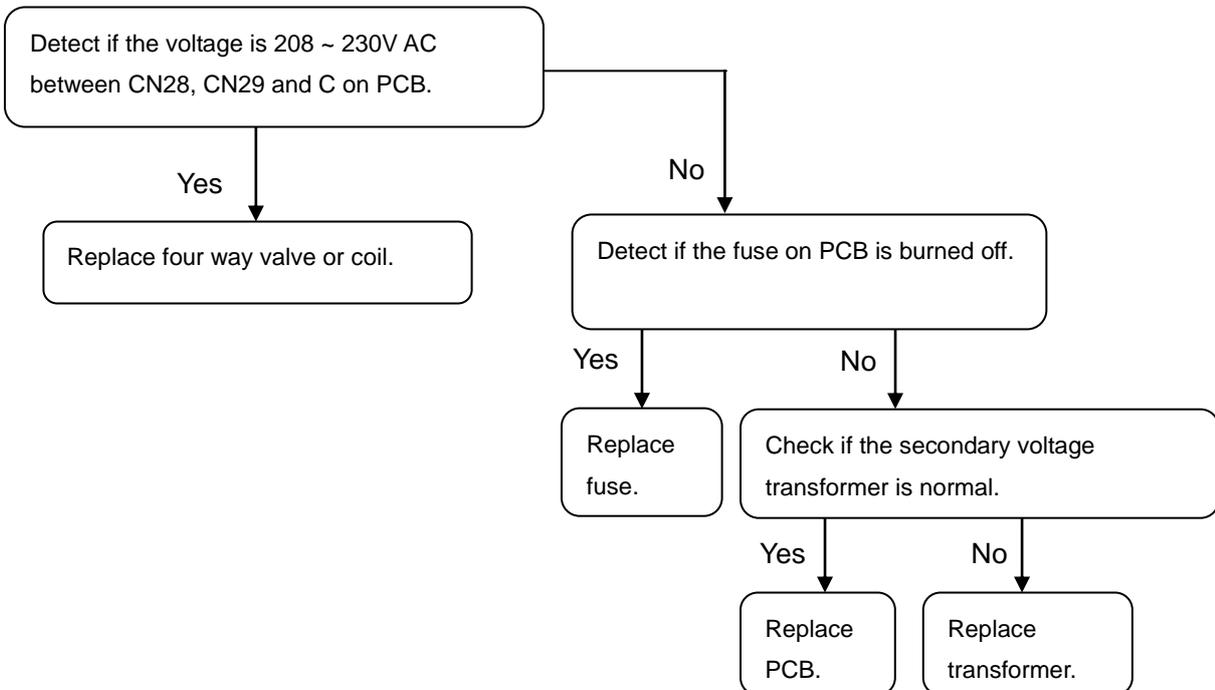 Detect if the voltage is 208 ~ 230V AC
between CN28, CN29 and C on PCB.
Yes
No
Replace four way valve or coil.
Detect if the fuse on PCB is burned off.
Yes
No
Replace
fuse.
Check if the secondary voltage
transformer is normal.
Yes
No
Replace
PCB.
Replace
transformer.